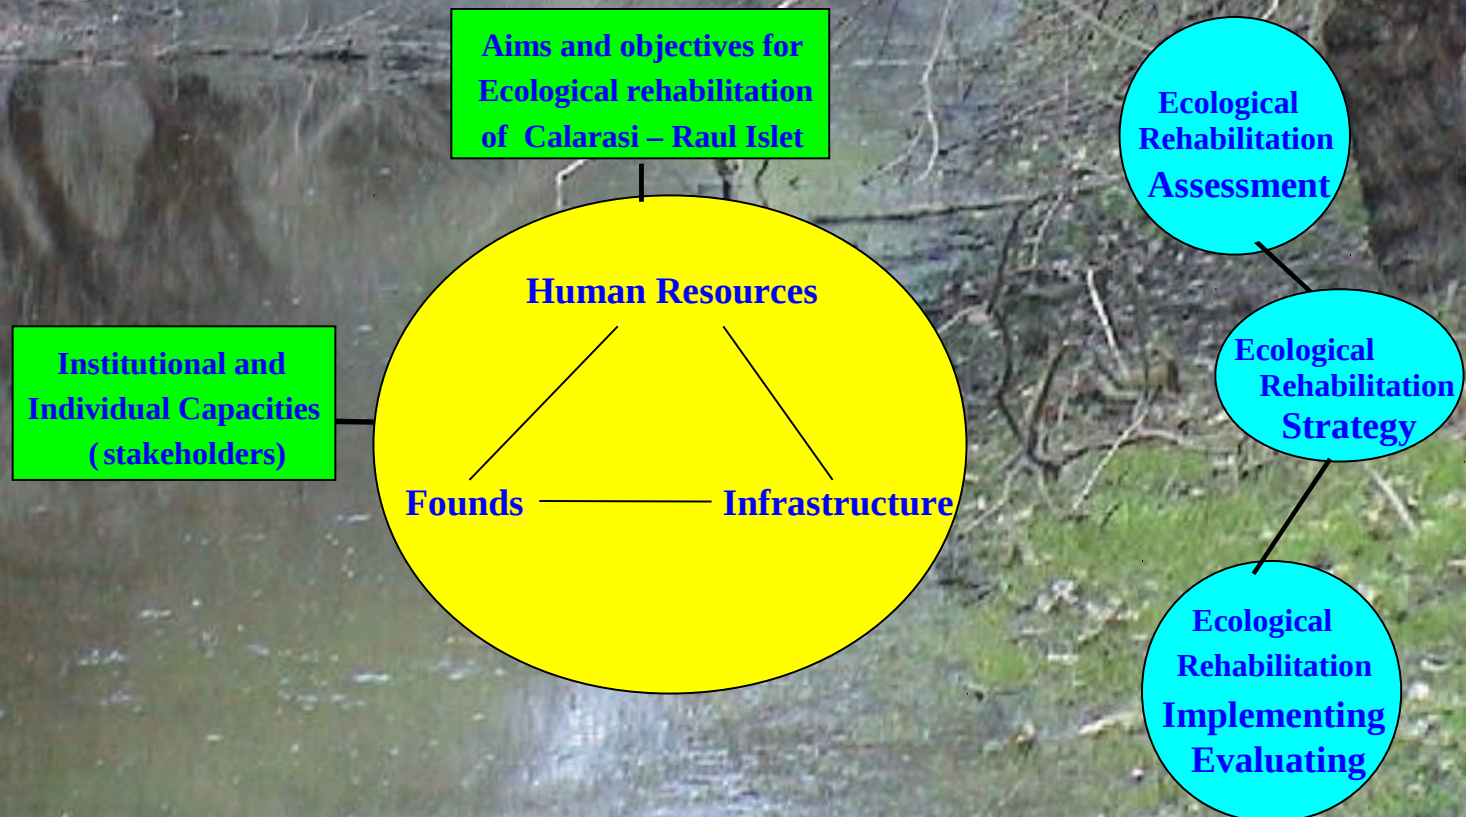 Aims and objectives for
Ecological rehabilitation
of Calarasi – Raul Islet
Institutional and
Individual Capacities
(stakeholders)
Human Resources
Founds
Infrastructure
Ecological
Rehabilitation
Assessment
Ecological
Rehabilitation
Strategy
Ecological
Rehabilitation
Implementing
Evaluating